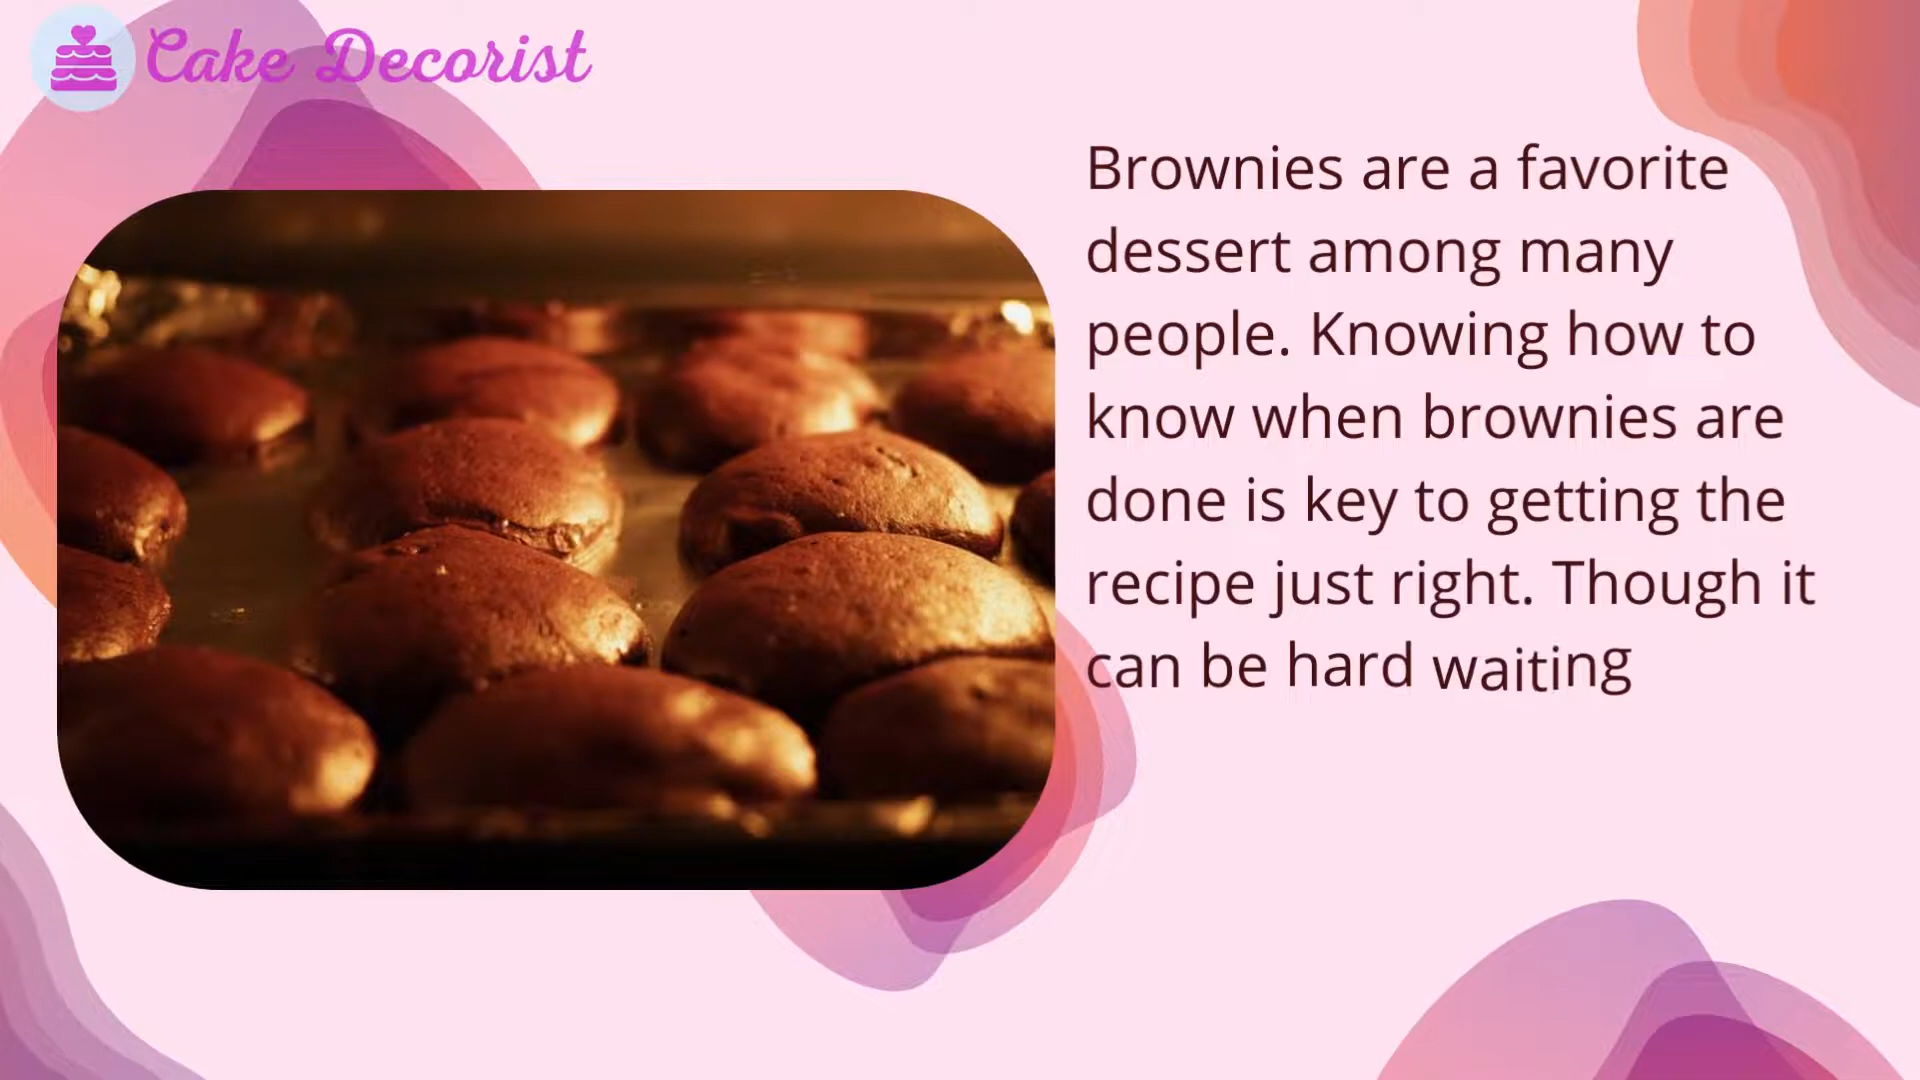 Cake Decorist
Brownies are a favorite
dessert among many
people. Knowing how to
know when brownies are
done is key to getting the
recipe just right. Though it
can be hard waiting